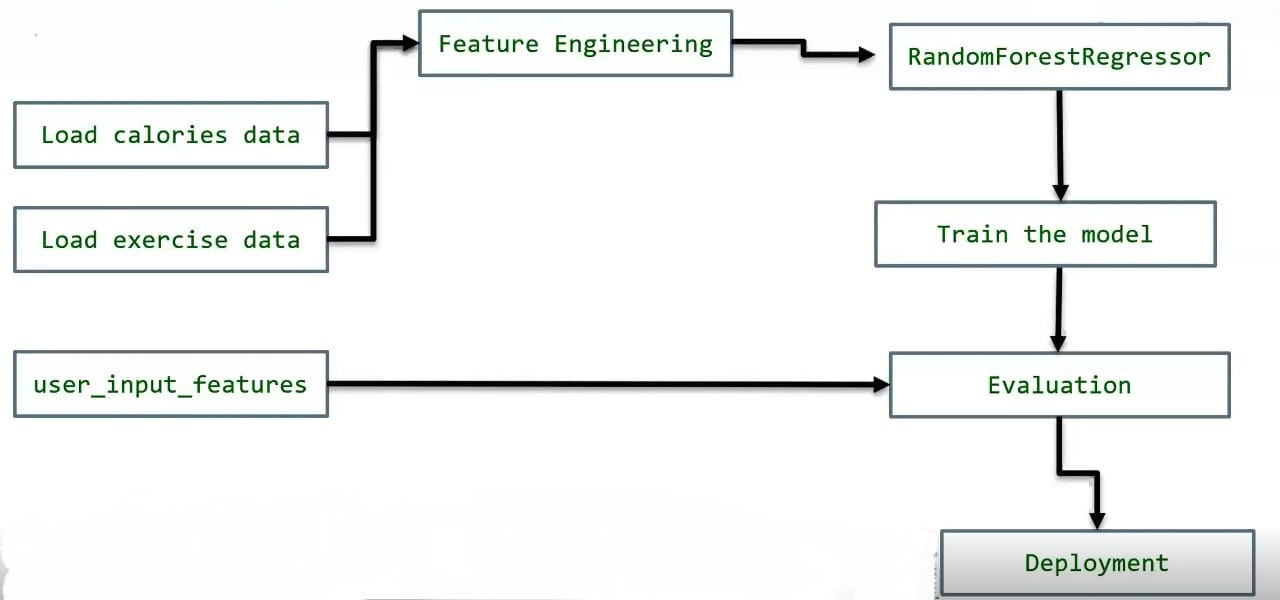 Feature Engineering
RandomForestRegressor
Load calories data
Load exercise data
Train the model
user_input_features
Evaluation
Deployment